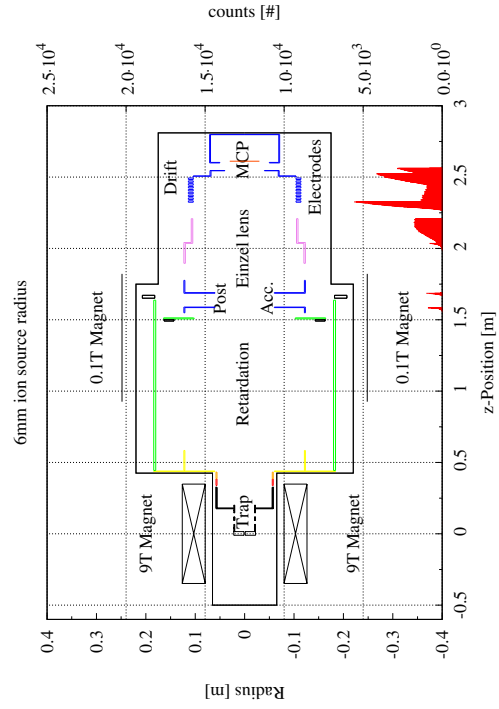 6mm ion source radius
Radius [m]
0.4
0.3
0.2
0.1
0
-0.1
-0.2
-0.3
-0.4
9T Magnet
0.1T Magnet
Trap
Retardation
Post
Acc.
Einzel lens
Drift
MCP
Electrodes
9T Magnet
0.1T Magnet
-0.5
0
0.5
1
1.5
2
2.5
3
z-Position [m]
2.5·10⁴
2.0·10⁴
1.5·10⁴
1.0·10⁴
5.0·10³
0.0·10⁰
counts [#]